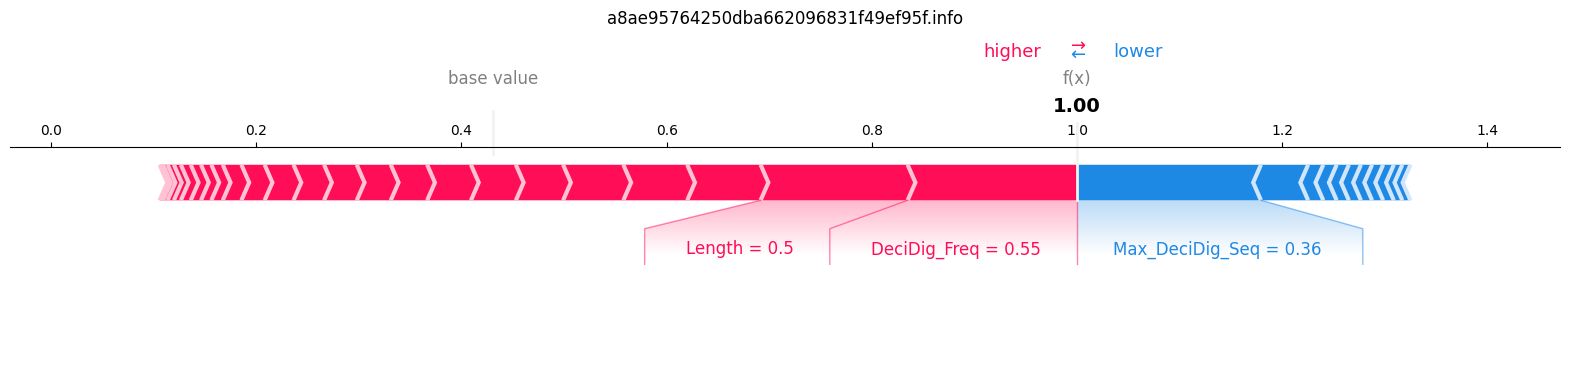 a8ae95764250dba662096831f49ef95f.info
higher ⇄ lower
base value f(x)
1.00
0.0 0.2 0.4 0.6 0.8 1.0 1.2 1.4
Length = 0.5 DeciDig_Freq = 0.55 Max_DeciDig_Seq = 0.36